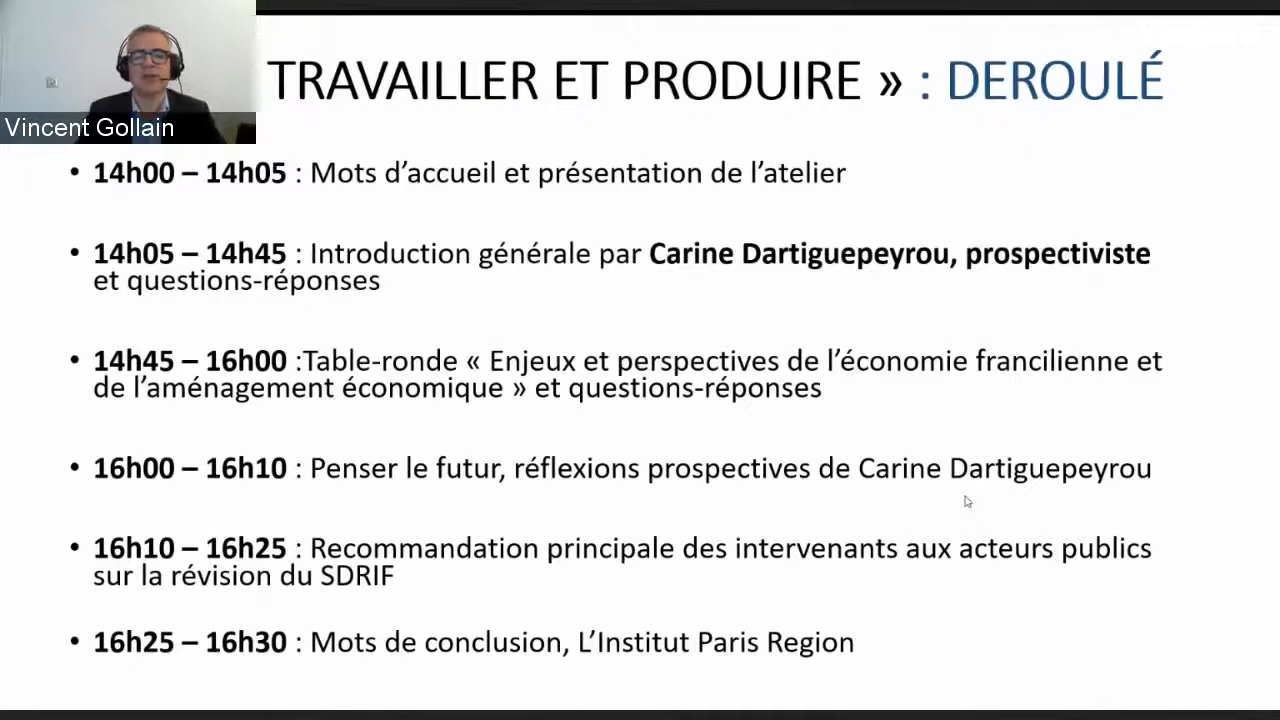 TRAVAILLER ET PRODUIRE » : DEROULÉ
Vincent Gollain
• 14h00 – 14h05 : Mots d’accueil et présentation de l’atelier
• 14h05 – 14h45 : Introduction générale par Carine Dartiguepeyrou, prospectiviste
et questions-réponses
• 14h45 – 16h00 :Table-ronde « Enjeux et perspectives de l’économie francilienne et
de l’aménagement économique » et questions-réponses
• 16h00 – 16h10 : Penser le futur, réflexions prospectives de Carine Dartiguepeyrou
• 16h10 – 16h25 : Recommandation principale des intervenants aux acteurs publics
sur la révision du SDRIF
• 16h25 – 16h30 : Mots de conclusion, L’Institut Paris Region